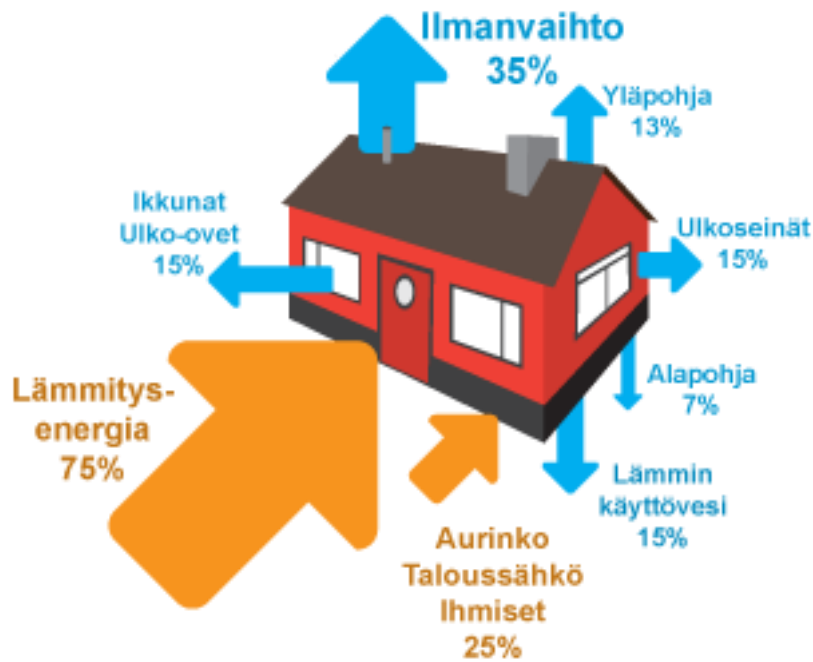 Ilmanvaihto
35%
Yläpohja
13%
Ikkunat
Ulko-ovet
15%
Ulkoseinät
15%
Alapohja
7%
Lämmitys-
energia
75%
Lämmin
käyttövesi
15%
Aurinko
Taloussähkö
Ihmiset
25%